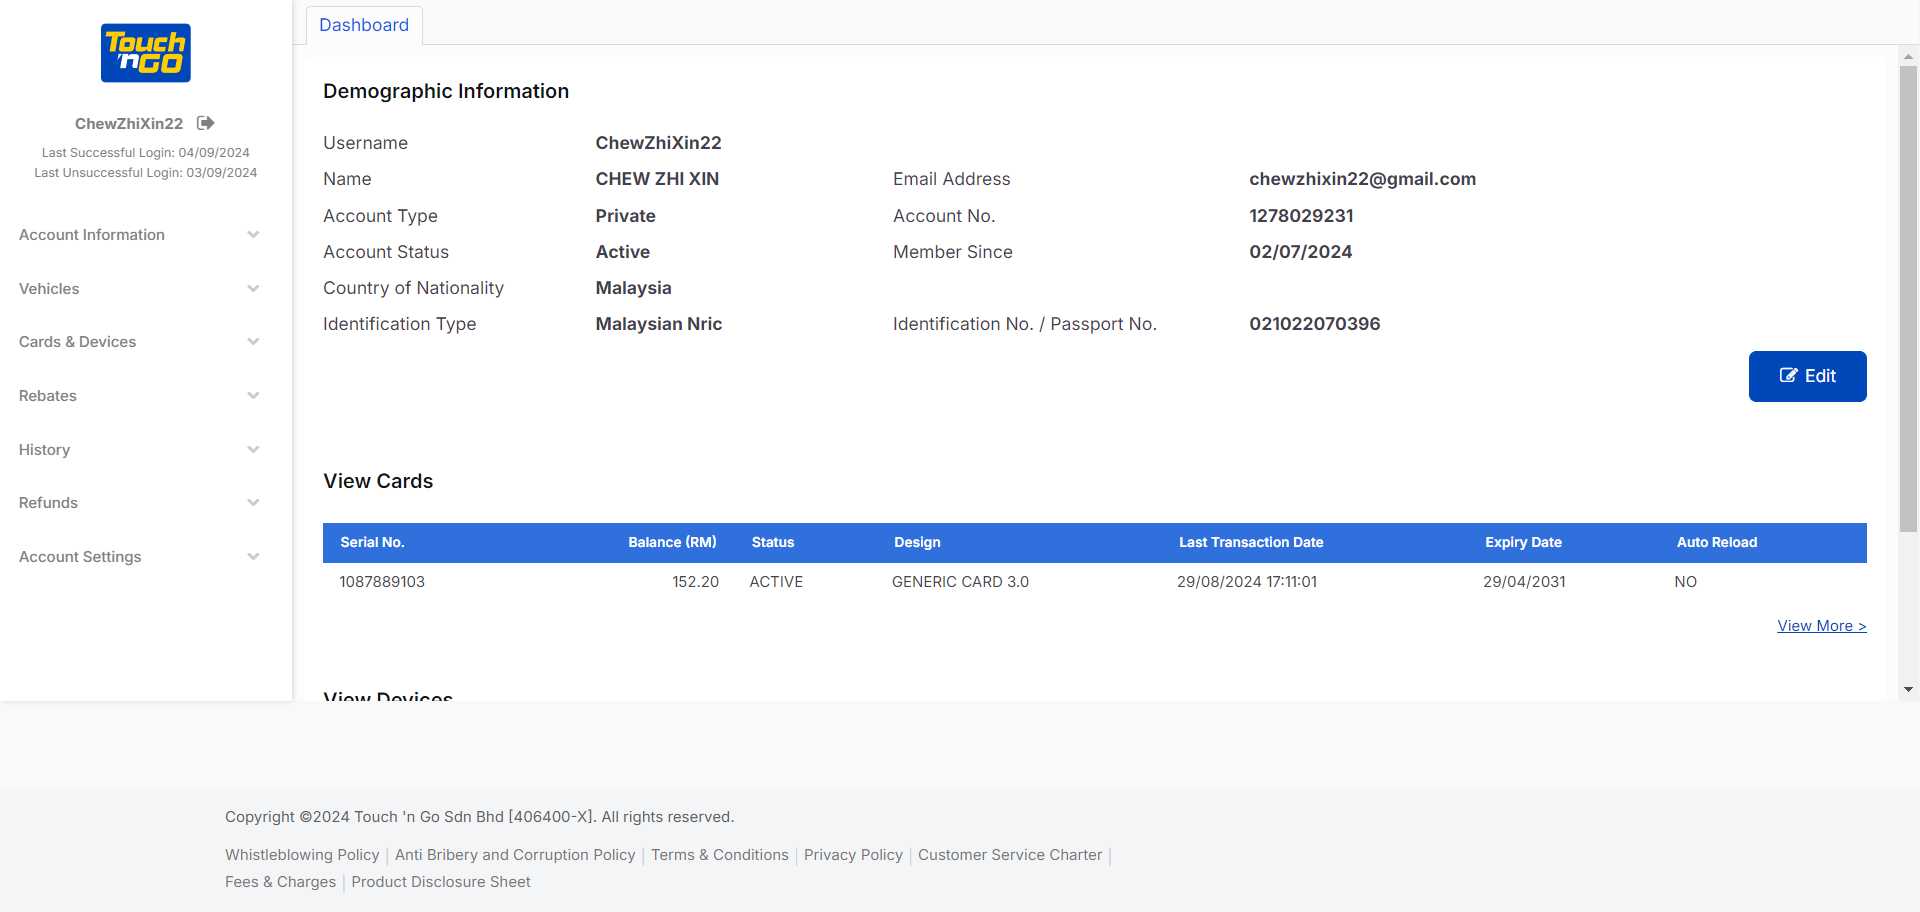 Touch
'n GO
Dashboard
ChewZhiXin22
Last Successful Login: 04/09/2024
Last Unsuccessful Login: 03/09/2024
Account Information
Vehicles
Cards & Devices
Rebates
History
Refunds
Account Settings
Demographic Information
Username ChewZhiXin22
Name CHEW ZHI XIN Email Address chewzhixin22@gmail.com
Account Type Private Account No. 1278029231
Account Status Active Member Since 02/07/2024
Country of Nationality Malaysia
Identification Type Malaysian Nric Identification No. / Passport No. 021022070396
Edit
View Cards
Serial No. Balance (RM) Status Design Last Transaction Date Expiry Date Auto Reload
1087889103 152.20 ACTIVE GENERIC CARD 3.0 29/08/2024 17:11:01 29/04/2031 NO
View More >
View Devices
Copyright ©2024 Touch 'n Go Sdn Bhd [406400-X]. All rights reserved.
Whistleblowing Policy | Anti Bribery and Corruption Policy | Terms & Conditions | Privacy Policy | Customer Service Charter |
Fees & Charges | Product Disclosure Sheet